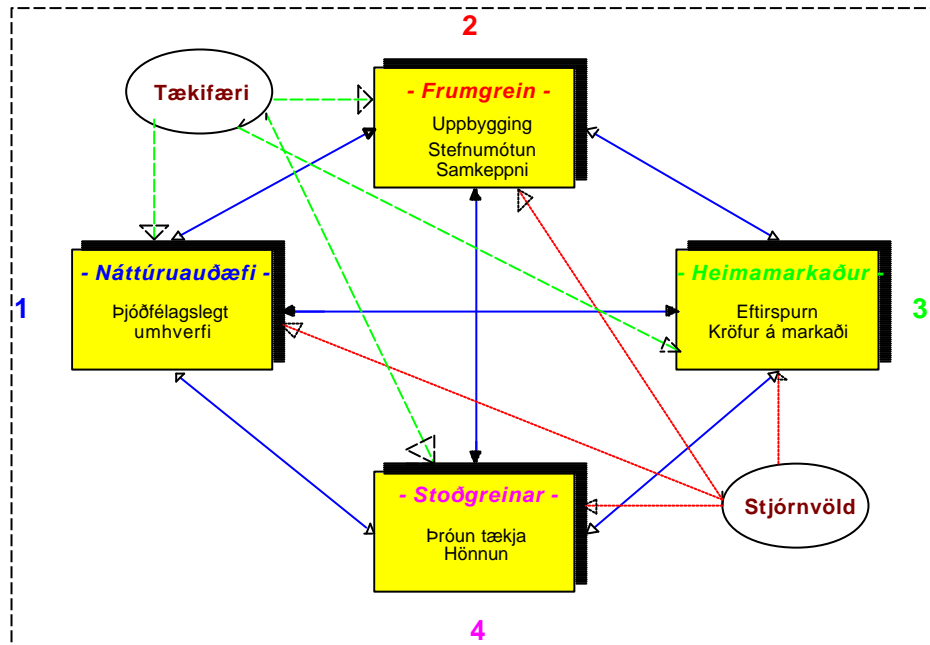 2
Tækifæri
- Frumgrein -
Uppbygging
Stefnumótun
Samkeppni
1
- Náttúruauðæfi -
Þjóðfélagslegt
umhverfi
- Heimamarkaður -
Eftirspurn
Kröfur á markaði
3
- Stoðgreinar -
Þróun tækja
Hönnun
Stjórnvöld
4